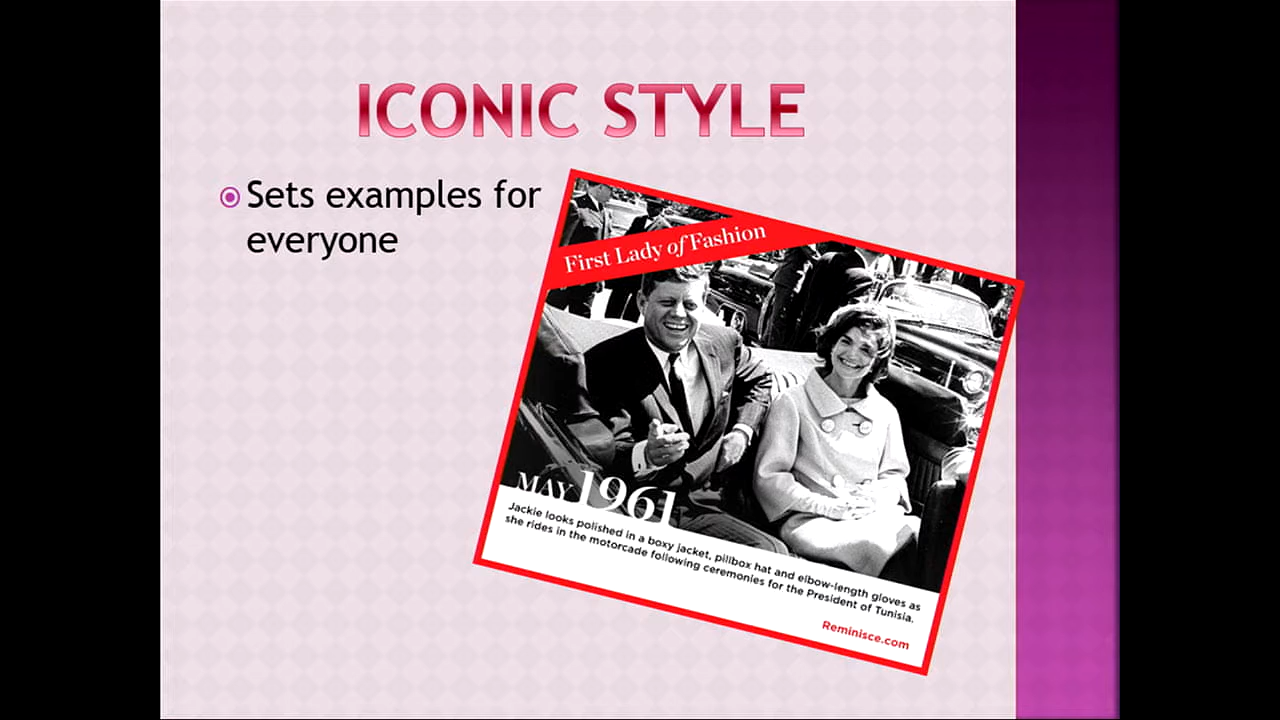 ICONIC STYLE
Sets examples for
everyone
First Lady of Fashion
MAY 1961
Jackie looks polished in a boxy jacket, pillbox hat and elbow-length gloves as
she rides in the motorcade following ceremonies for the President of Tunisia.
Reminisce.com